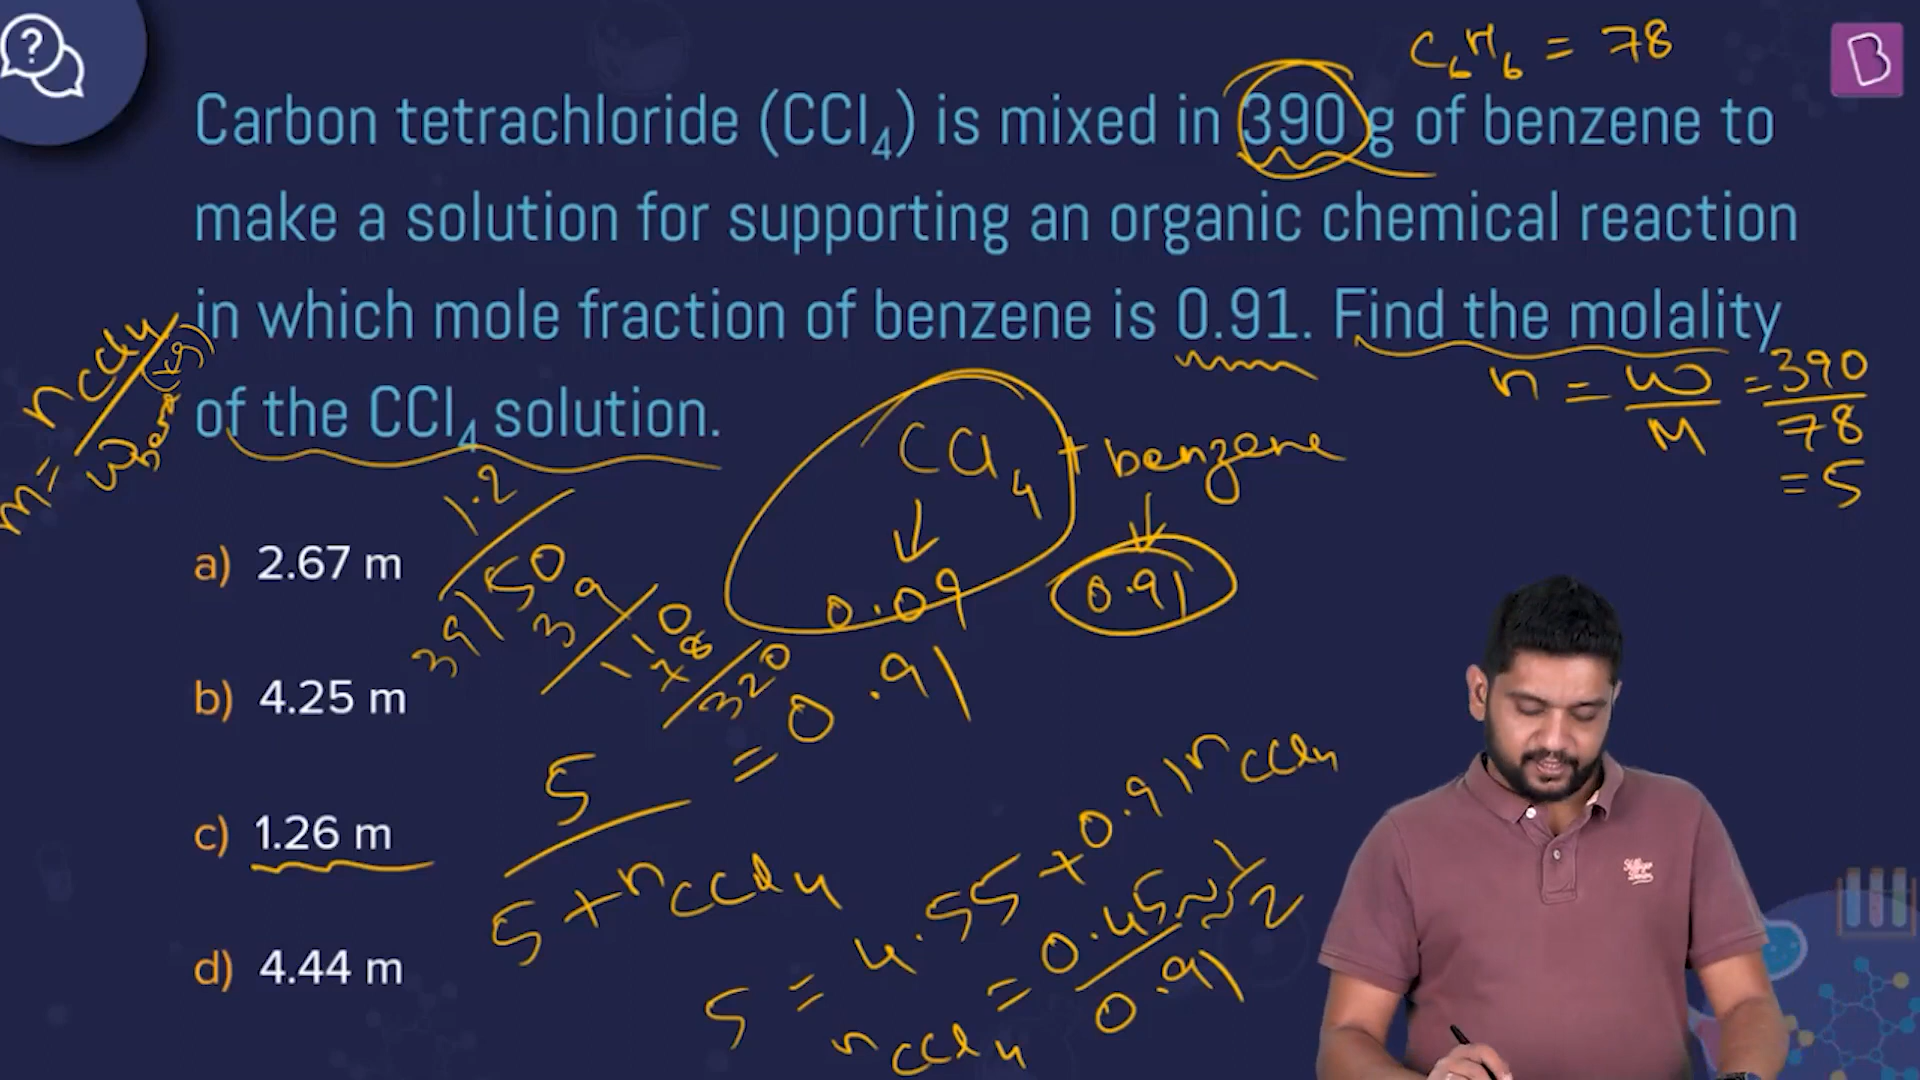 C₆H₆ = 78
Carbon tetrachloride (CCl₄) is mixed in 390 g of benzene to
make a solution for supporting an organic chemical reaction
in which mole fraction of benzene is 0.91. Find the molality
of the CCl₄ solution.
n = w/M = 390/78
= 5
CCl₄ + benzene
0.09
0.91
a) 2.67 m
b) 4.25 m
c) 1.26 m
d) 4.44 m
5/5 + nCCl₄ = 0.91
5 = 4.55 + 0.91 nCCl₄
nCCl₄ = 0.45/0.91 ≈ 1/2